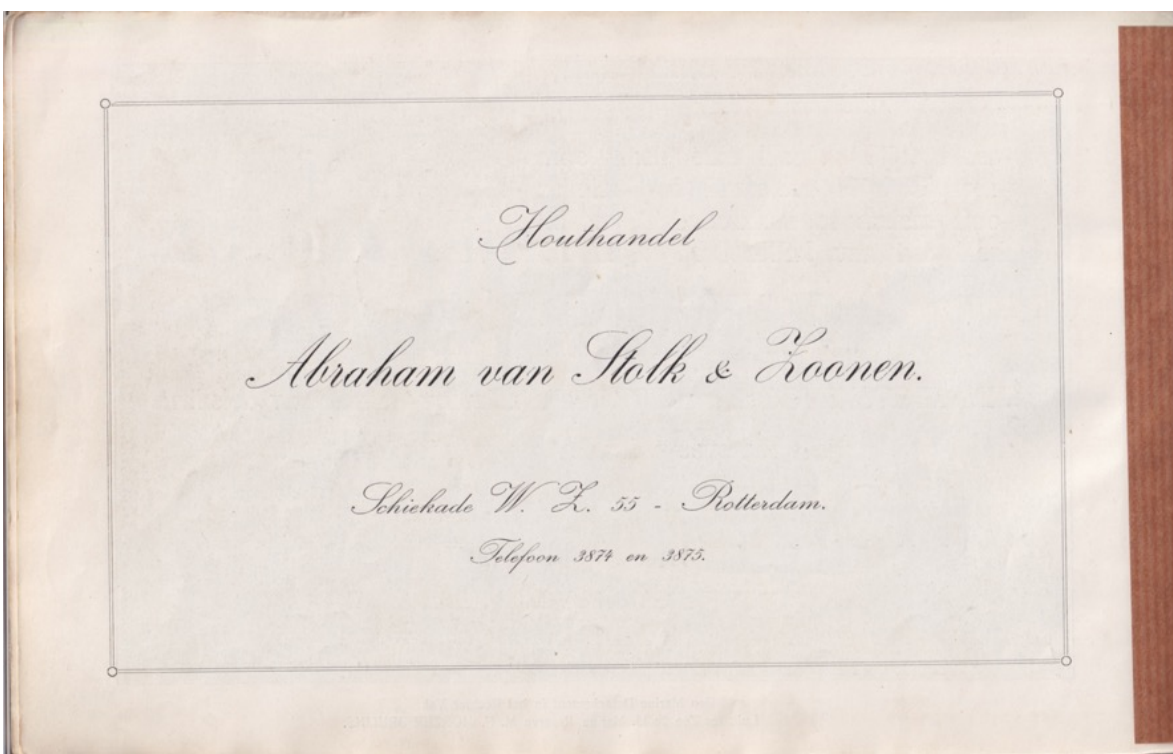 Houthandel
Abraham van Stolk & Zoonen.
Schiekade W. Z. 55 - Rotterdam.
Telefoon 3874 en 3875.